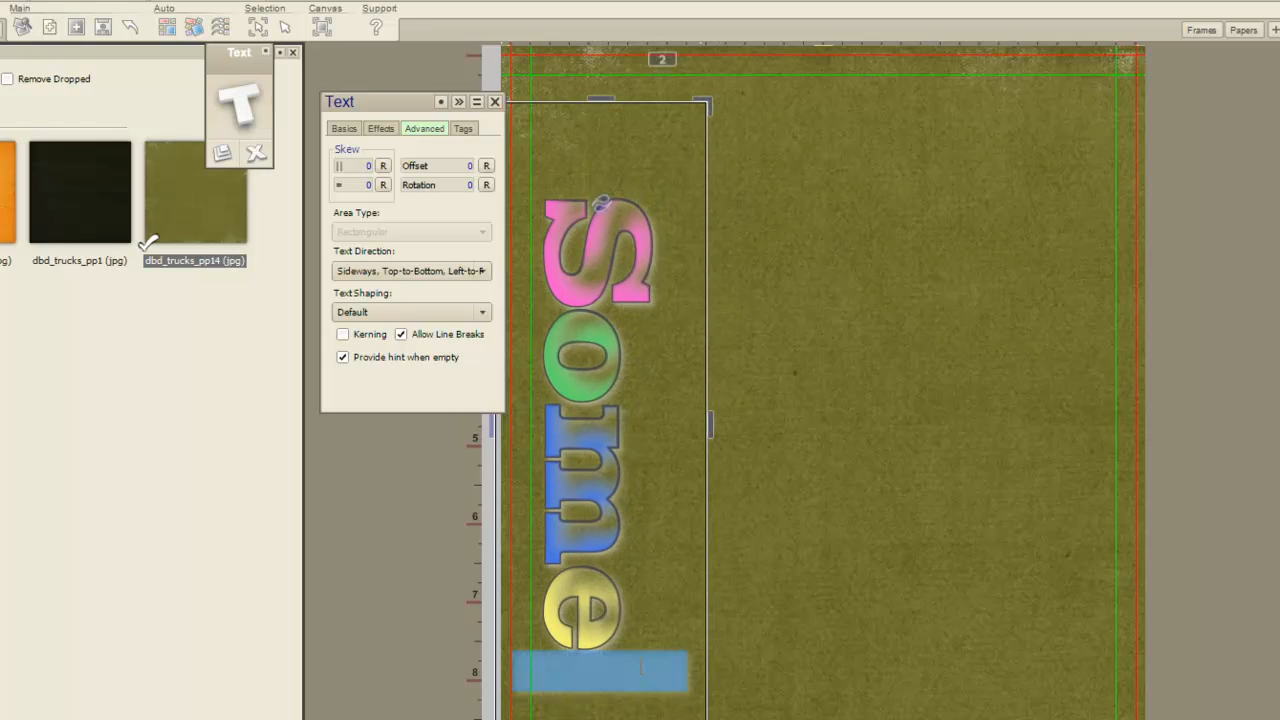 Main
Auto
Selection
Canvas
Support
Frames
Papers
Text
Remove Dropped
2
Text
Basics
Effects
Advanced
Tags
Skew
|| 0 R
Offset 0 R
= 0 R
Rotation 0 R
Area Type:
Rectangular
Text Direction:
Sideways, Top-to-Bottom, Left-to-R
Text Shaping:
Default
Kerning
Allow Line Breaks
Provide hint when empty
g)
dbd_trucks_pp1 (jpg)
dbd_trucks_pp14 (jpg)
Some
5
6
7
8